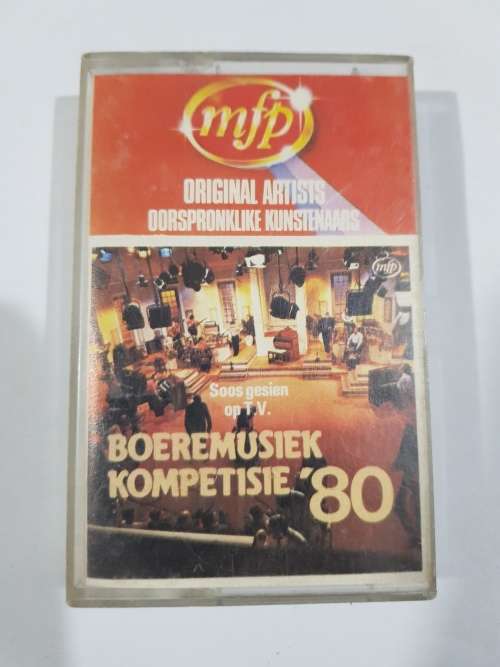 mfp
ORIGINAL ARTISTS
OORSPRONKLIKE KUNSTENAARS
mfp
Soos gesien
op T.V.
BOEREMUSIEK
KOMPETISIE '80